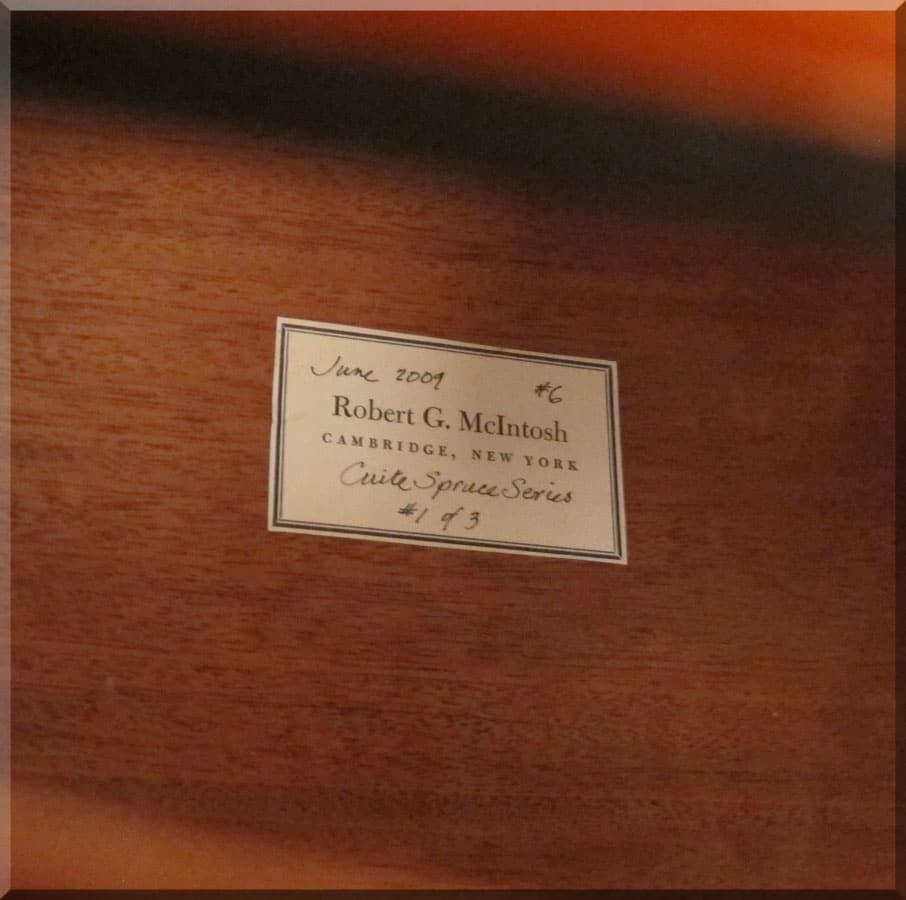 June 2009 #6
Robert G. McIntosh
CAMBRIDGE, NEW YORK
Cuite Spruce Series
#1 of 3